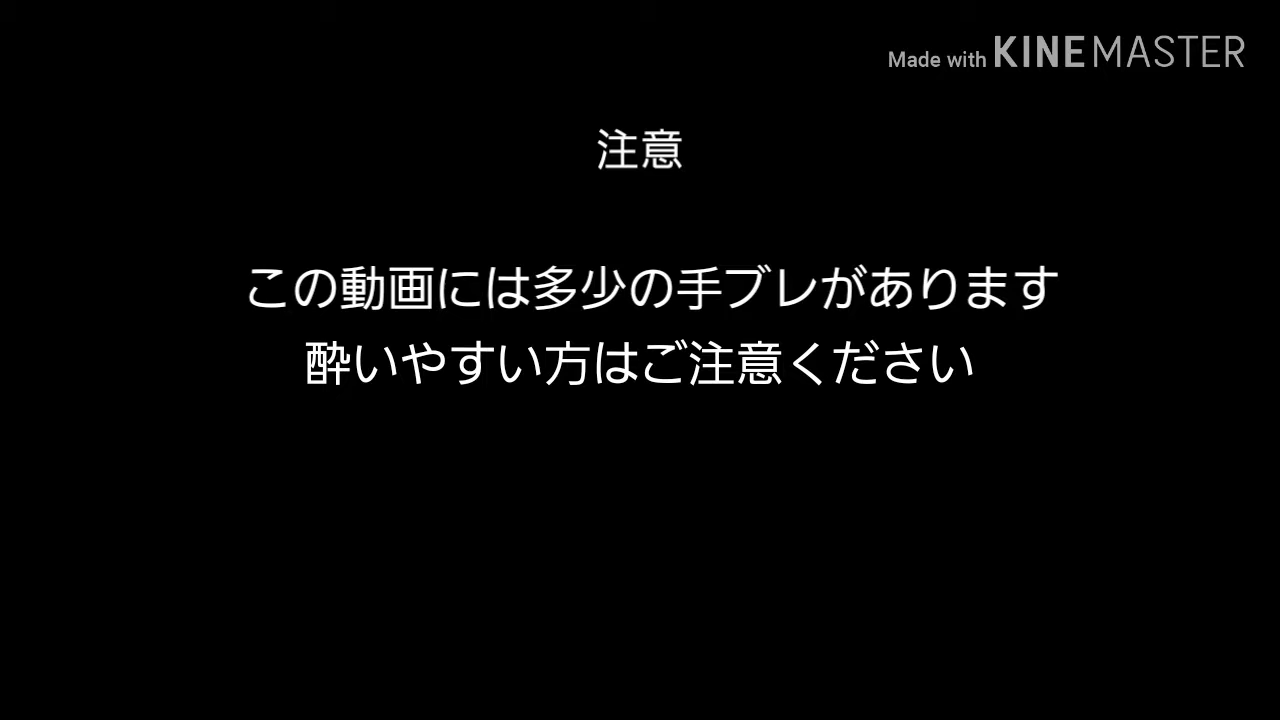 Made with KINEMASTER
注意
この動画には多少の手ブレがあります
酔いやすい方はご注意ください